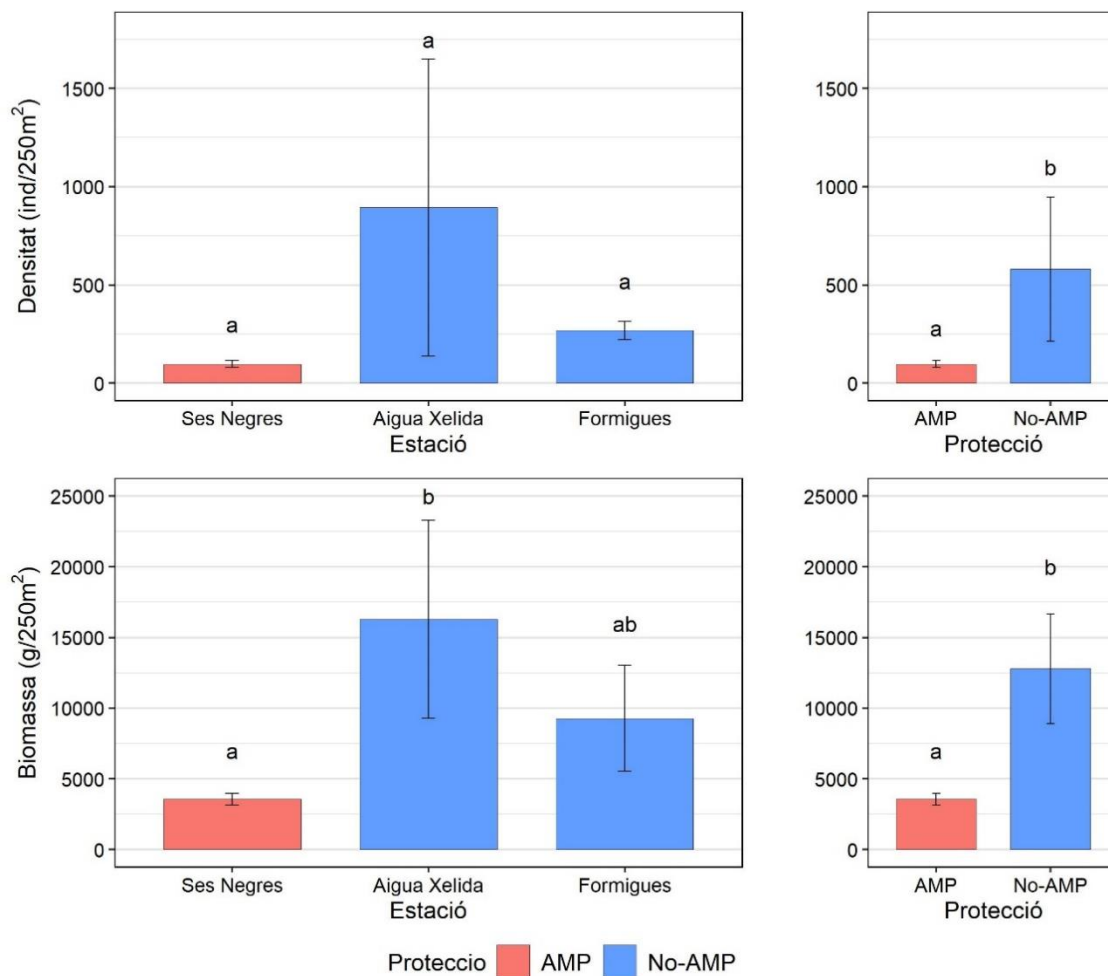 a
a
a
1500
1000
500
0
Densitat (ind/250m²)
Ses Negres Aigua Xelida Formigues
Estació
b
a
1500
1000
500
0
AMP No-AMP
Protecció
b
ab
a
25000
20000
15000
10000
5000
0
Biomassa (g/250m²)
Ses Negres Aigua Xelida Formigues
Estació
b
a
25000
20000
15000
10000
5000
0
AMP No-AMP
Protecció
Proteccio AMP No-AMP